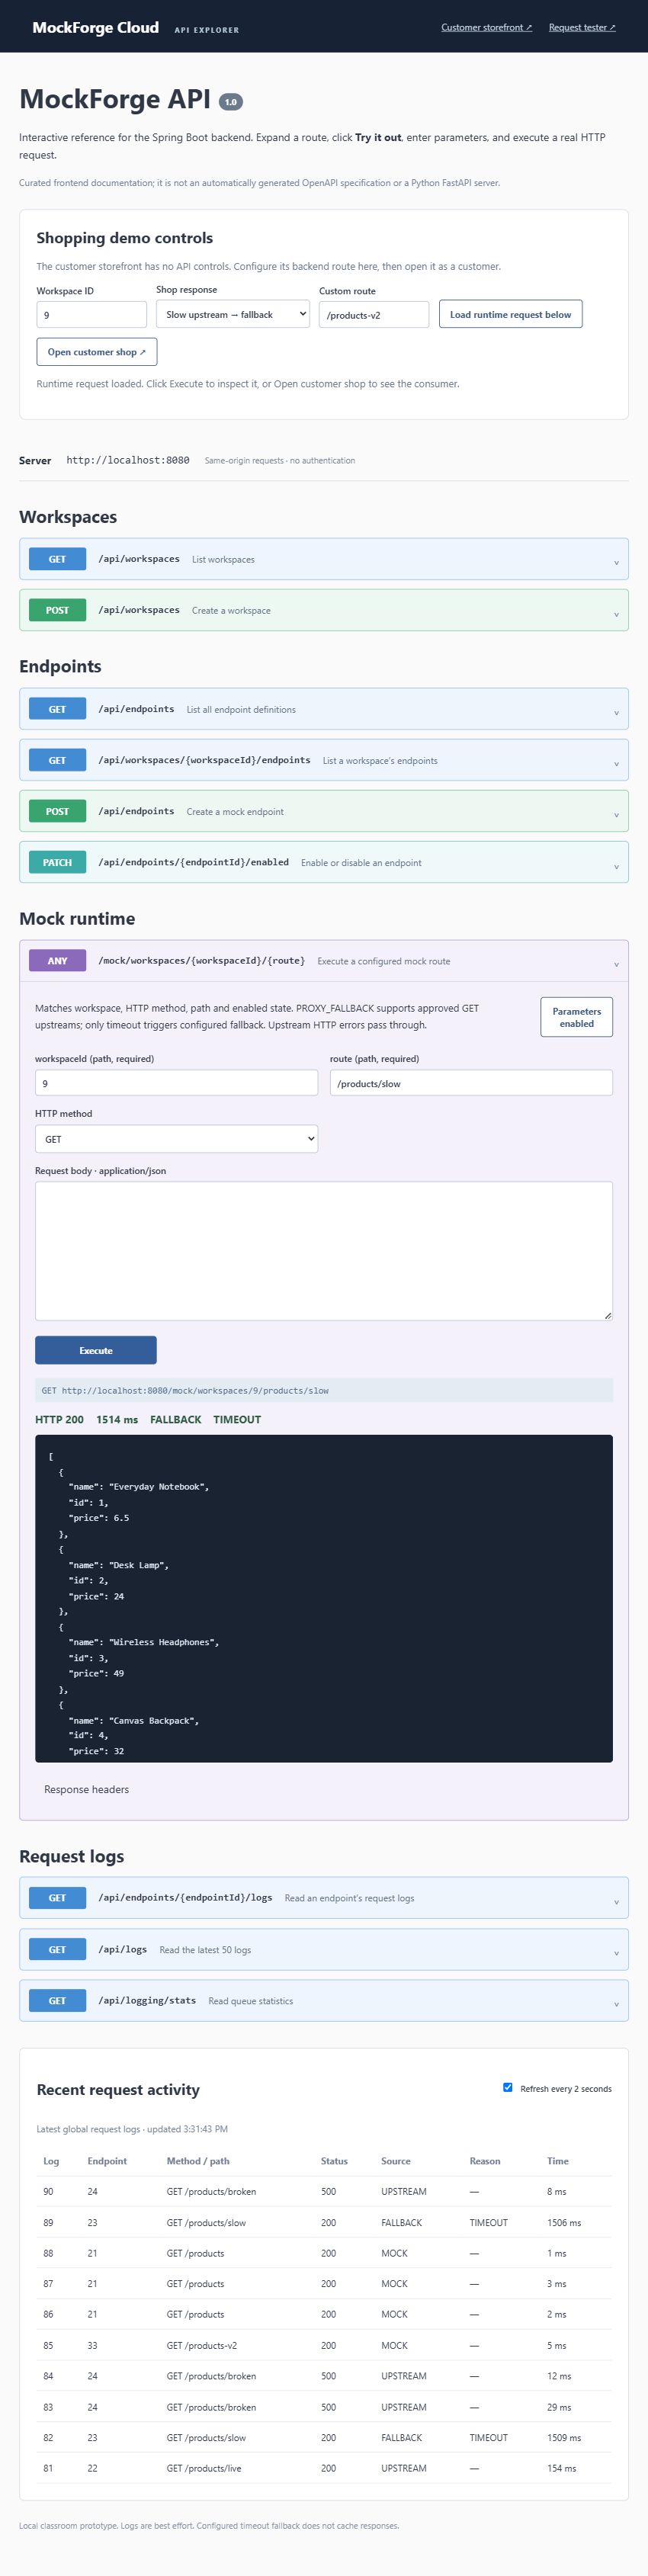 MockForge Cloud API EXPLORER Customer storefront ↗ Request tester ↗
MockForge API 1.0
Interactive reference for the Spring Boot backend. Expand a route, click Try it out, enter parameters, and execute a real HTTP
request.
Curated frontend documentation; it is not an automatically generated OpenAPI specification or a Python FastAPI server.
Shopping demo controls
The customer storefront has no API controls. Configure its backend route here, then open it as a customer.
Workspace ID Shop response Custom route
9 Slow upstream → fallback /products-v2 Load runtime request below
Open customer shop ↗
Runtime request loaded. Click Execute to inspect it, or Open customer shop to see the consumer.
Server http://localhost:8080 Same-origin requests · no authentication
Workspaces
GET /api/workspaces List workspaces v
POST /api/workspaces Create a workspace v
Endpoints
GET /api/endpoints List all endpoint definitions v
GET /api/workspaces/{workspaceId}/endpoints List a workspace's endpoints v
POST /api/endpoints Create a mock endpoint v
PATCH /api/endpoints/{endpointId}/enabled Enable or disable an endpoint v
Mock runtime
ANY /mock/workspaces/{workspaceId}/{route} Execute a configured mock route v
Matches workspace, HTTP method, path and enabled state. PROXY_FALLBACK supports approved GET
upstreams; only timeout triggers configured fallback. Upstream HTTP errors pass through.
Parameters
enabled
workspaceId (path, required) route (path, required)
9 /products/slow
HTTP method
GET
Request body · application/json
Execute
GET http://localhost:8080/mock/workspaces/9/products/slow
HTTP 200 1514 ms FALLBACK TIMEOUT
[
{
"name": "Everyday Notebook",
"id": 1,
"price": 6.5
},
{
"name": "Desk Lamp",
"id": 2,
"price": 24
},
{
"name": "Wireless Headphones",
"id": 3,
"price": 49
},
{
"name": "Canvas Backpack",
"id": 4,
"price": 32
Response headers
Request logs
GET /api/endpoints/{endpointId}/logs Read an endpoint's request logs v
GET /api/logs Read the latest 50 logs v
GET /api/logging/stats Read queue statistics v
Recent request activity Refresh every 2 seconds
Latest global request logs · updated 3:31:43 PM
Log Endpoint Method / path Status Source Reason Time
90 24 GET /products/broken 500 UPSTREAM — 8 ms
89 23 GET /products/slow 200 FALLBACK TIMEOUT 1506 ms
88 21 GET /products 200 MOCK — 1 ms
87 21 GET /products 200 MOCK — 3 ms
86 21 GET /products 200 MOCK — 2 ms
85 33 GET /products-v2 200 MOCK — 5 ms
84 24 GET /products/broken 500 UPSTREAM — 12 ms
83 24 GET /products/broken 500 UPSTREAM — 29 ms
82 23 GET /products/slow 200 FALLBACK TIMEOUT 1509 ms
81 22 GET /products/live 200 UPSTREAM — 154 ms
Local classroom prototype. Logs are best effort. Configured timeout fallback does not cache responses.